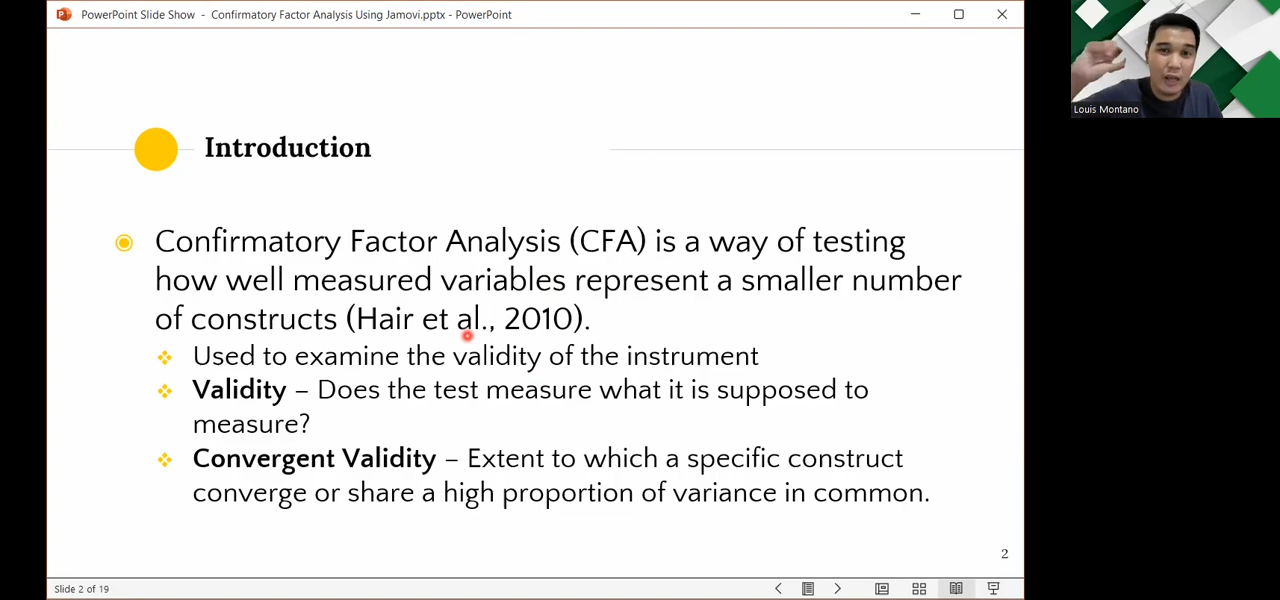 PowerPoint Slide Show - Confirmatory Factor Analysis Using Jamovi.pptx - PowerPoint
Louis Montano
Introduction
Confirmatory Factor Analysis (CFA) is a way of testing
how well measured variables represent a smaller number
of constructs (Hair et al., 2010).
Used to examine the validity of the instrument
Validity – Does the test measure what it is supposed to
measure?
Convergent Validity – Extent to which a specific construct
converge or share a high proportion of variance in common.
2
Slide 2 of 19